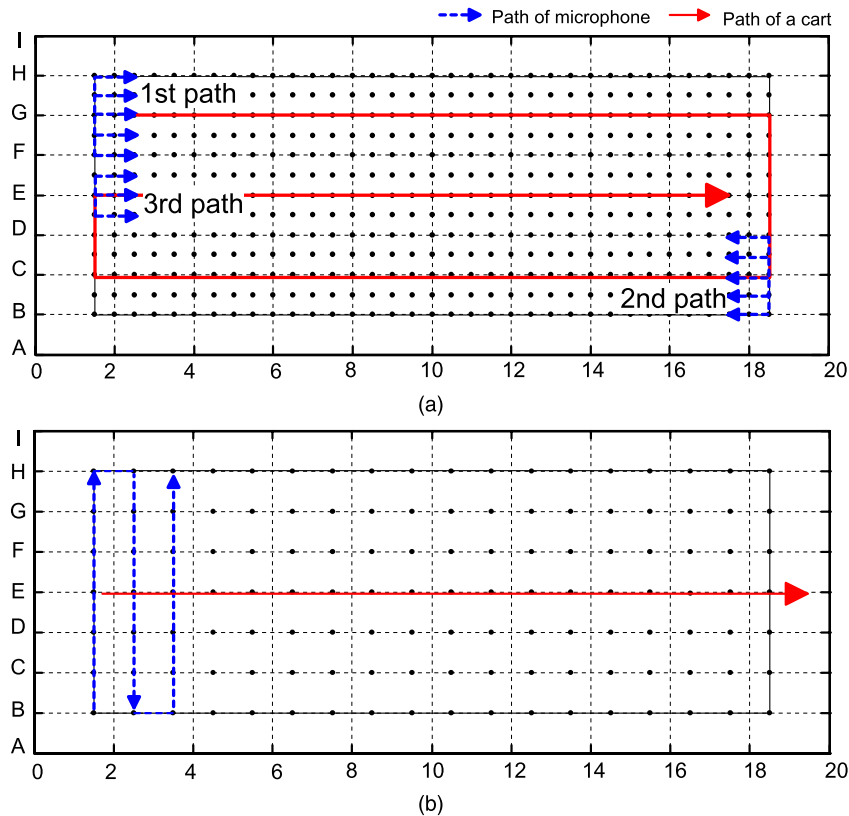 Path of microphone Path of a cart
I
H
1st path
G
F
E
3rd path
D
C
2nd path
B
A
0 2 4 6 8 10 12 14 16 18 20
(a)
I
H
G
F
E
D
C
B
A
0 2 4 6 8 10 12 14 16 18 20
(b)